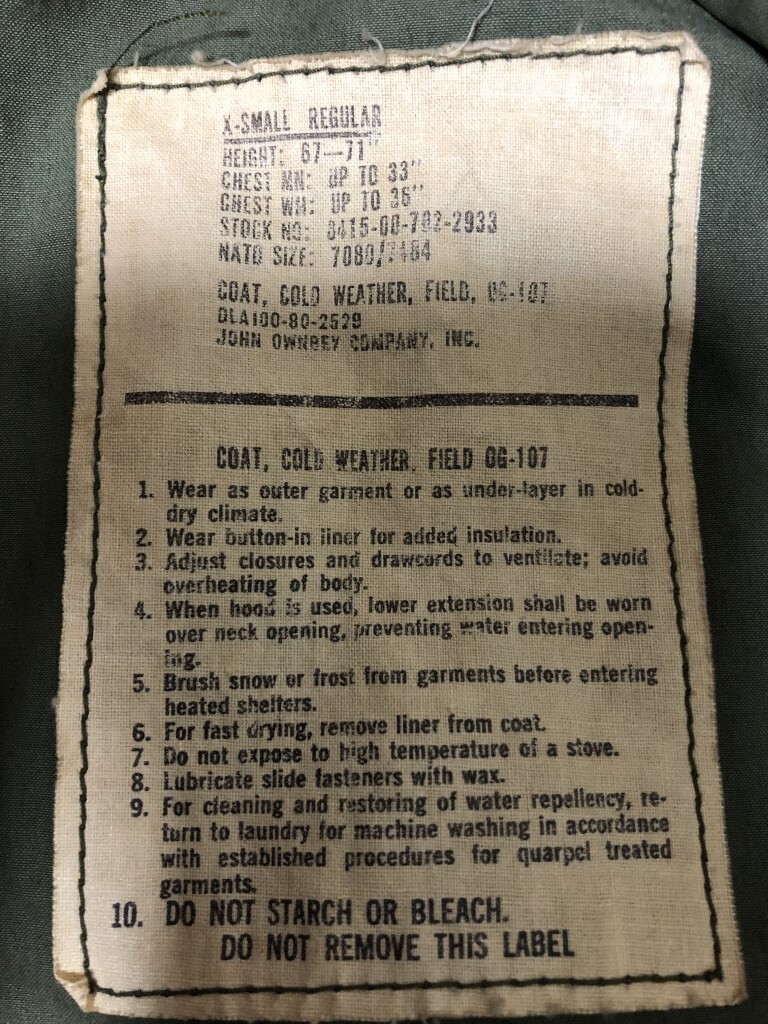 X-SMALL REGULAR
HEIGHT: 67-71"
CHEST MN: UP TO 33"
CHEST WM: UP TO 36"
STOCK NO: 8415-00-782-2933
NATO SIZE: 7080/7484
COAT, COLD WEATHER, FIELD, OG-107
DLA100-80-2529
JOHN OWNBEY COMPANY, INC.
COAT, COLD WEATHER, FIELD OG-107
1. Wear as outer garment or as under-layer in cold-
dry climate.
2. Wear button-in liner for added insulation.
3. Adjust closures and drawcords to ventilate; avoid
overheating of body.
4. When hood is used, lower extension shall be worn
over neck opening, preventing water entering open-
ing.
5. Brush snow or frost from garments before entering
heated shelters.
6. For fast drying, remove liner from coat.
7. Do not expose to high temperature of a stove.
8. Lubricate slide fasteners with wax.
9. For cleaning and restoring of water repellency, re-
turn to laundry for machine washing in accordance
with established procedures for quarpel treated
garments.
10. DO NOT STARCH OR BLEACH.
DO NOT REMOVE THIS LABEL